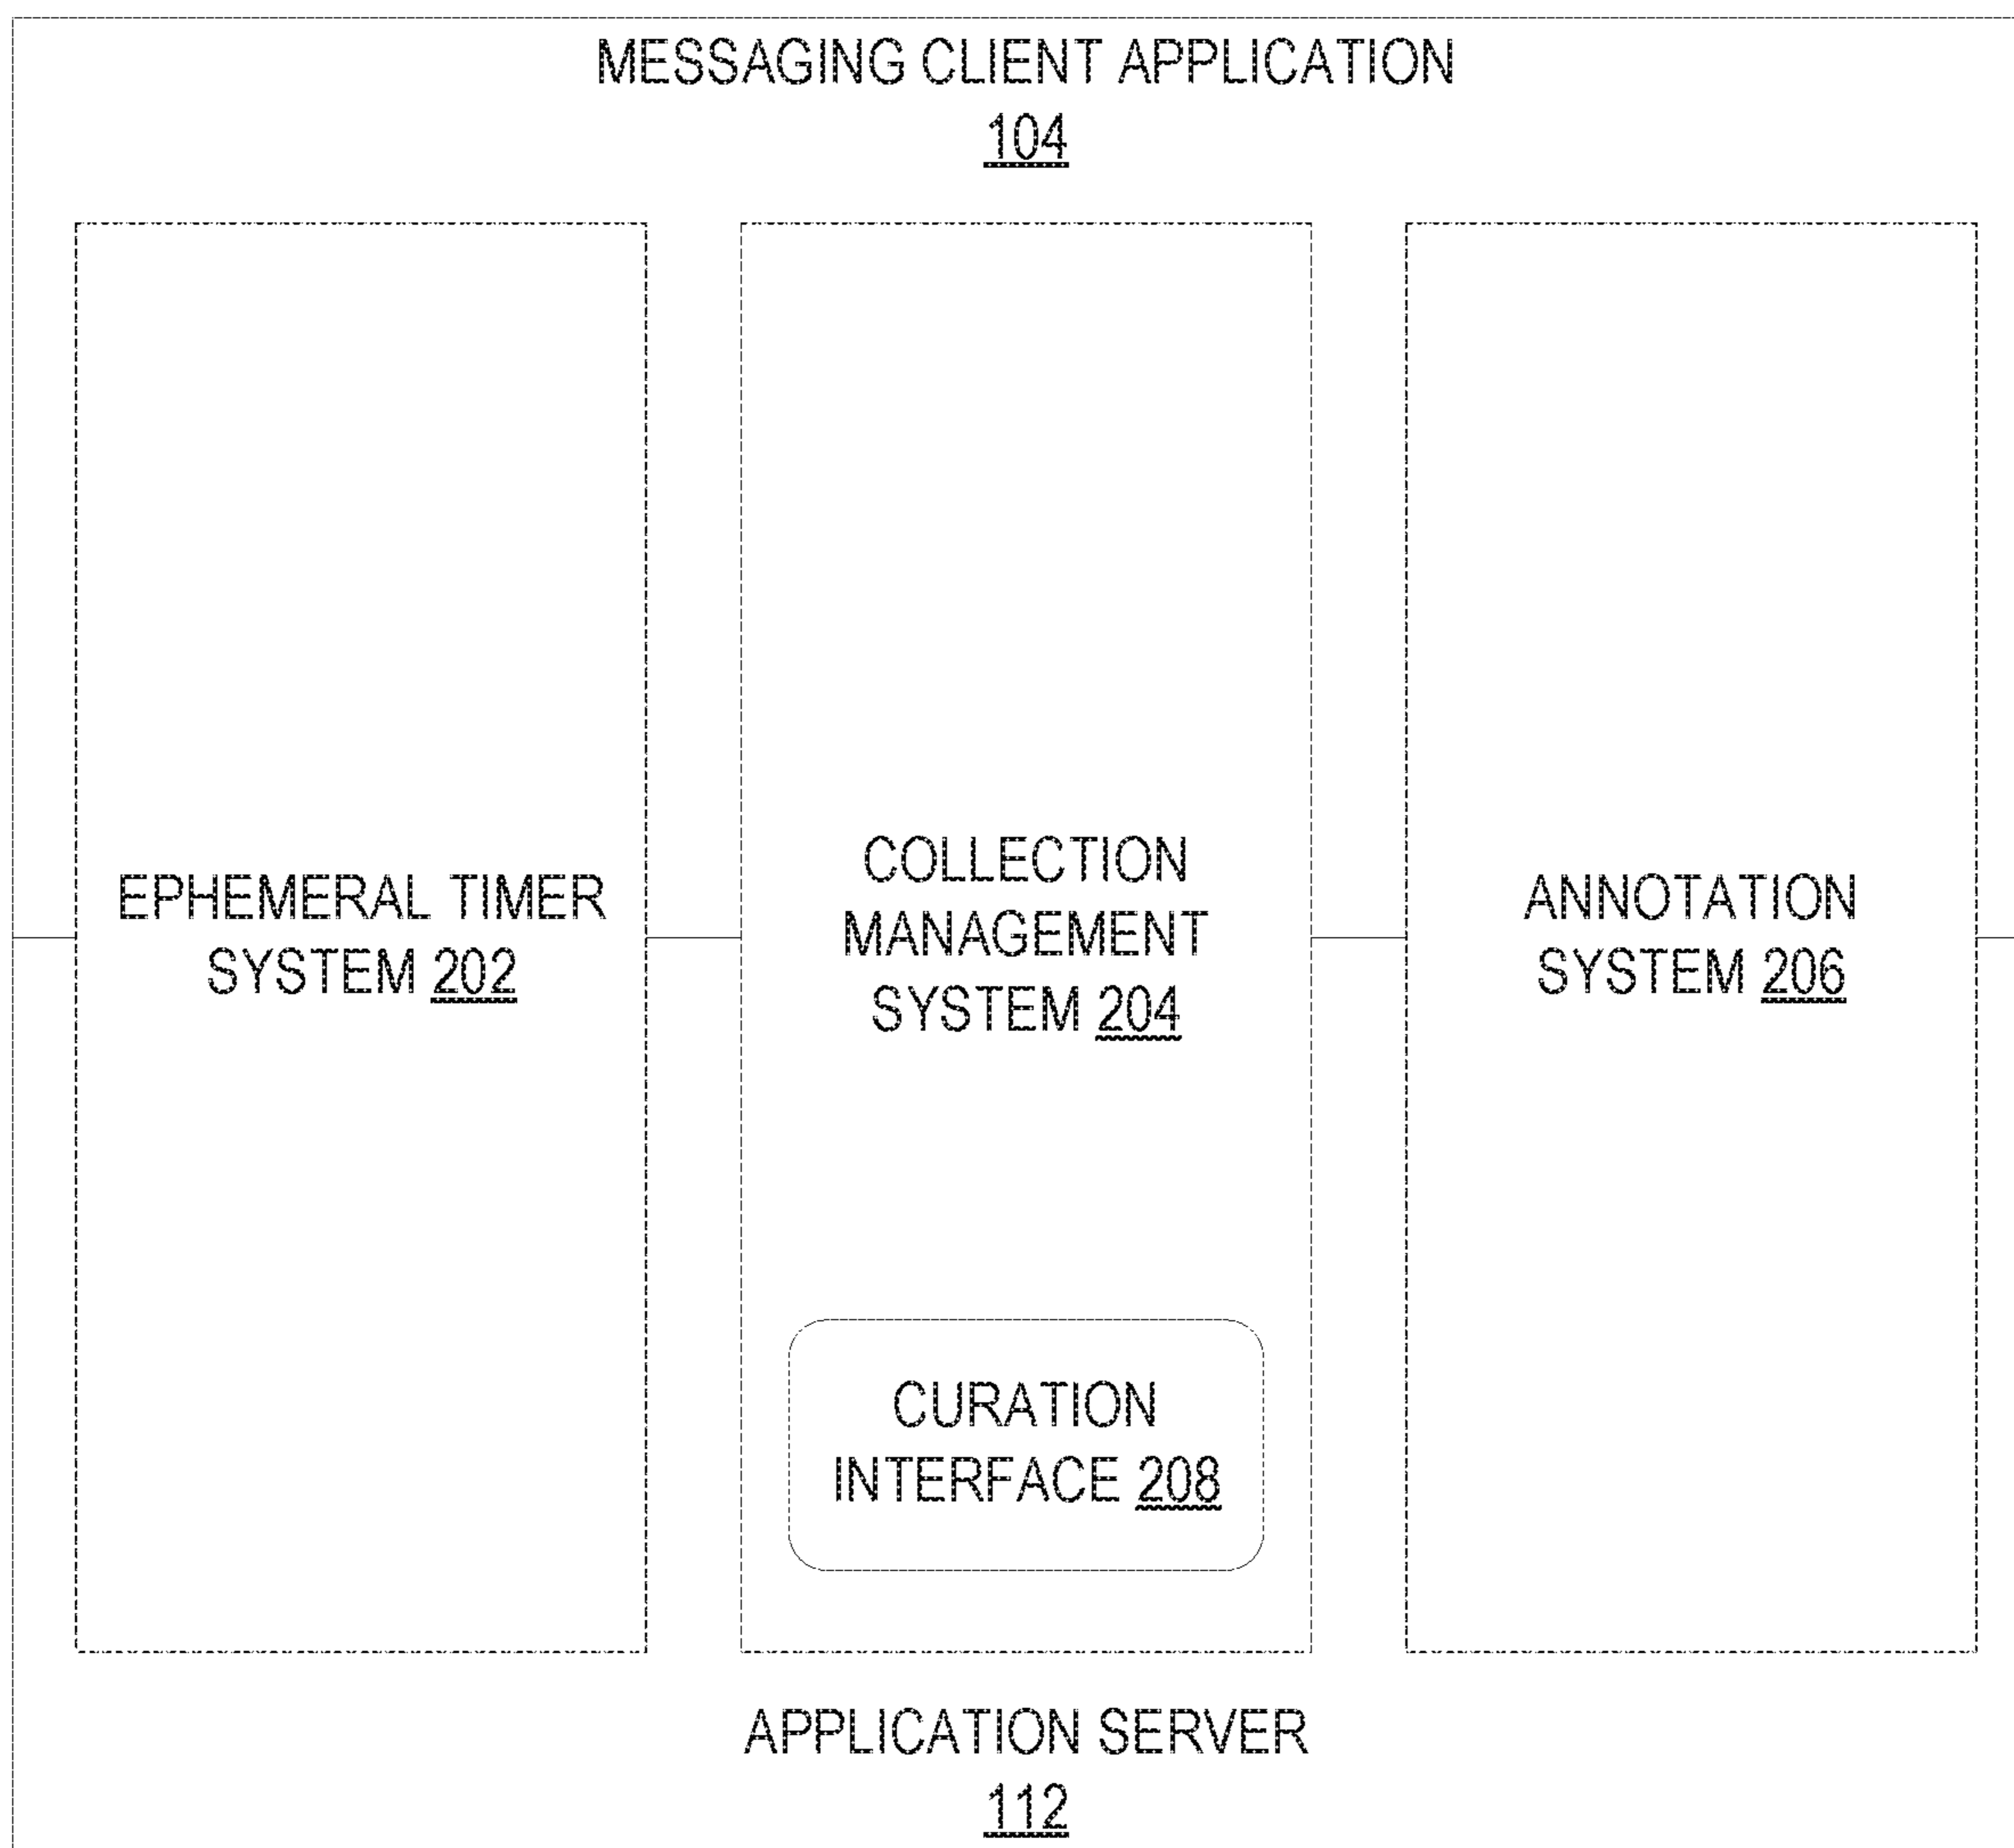 MESSAGING CLIENT APPLICATION
104
EPHEMERAL TIMER
SYSTEM 202
COLLECTION
MANAGEMENT
SYSTEM 204
ANNOTATION
SYSTEM 206
CURATION
INTERFACE 208
APPLICATION SERVER
112